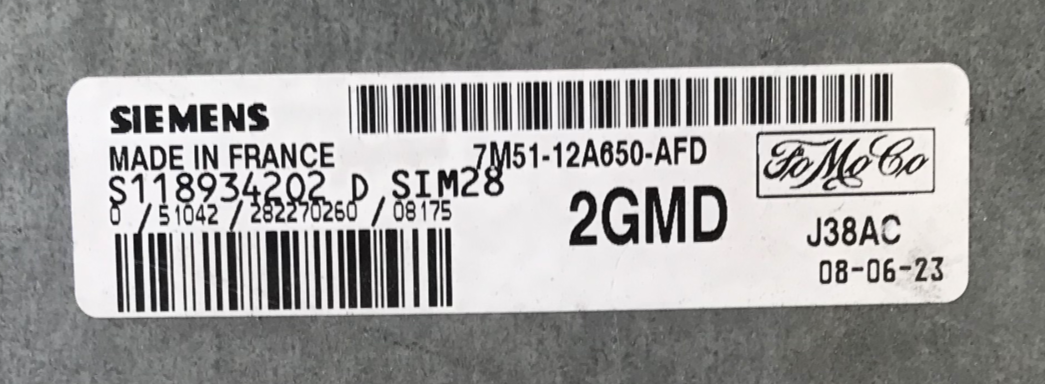 SIEMENS
MADE IN FRANCE
7M51-12A650-AFD
FoMoCo
S118934202 D SIM28
0 /51042 /282270260 /08175
2GMD
J38AC
08-06-23